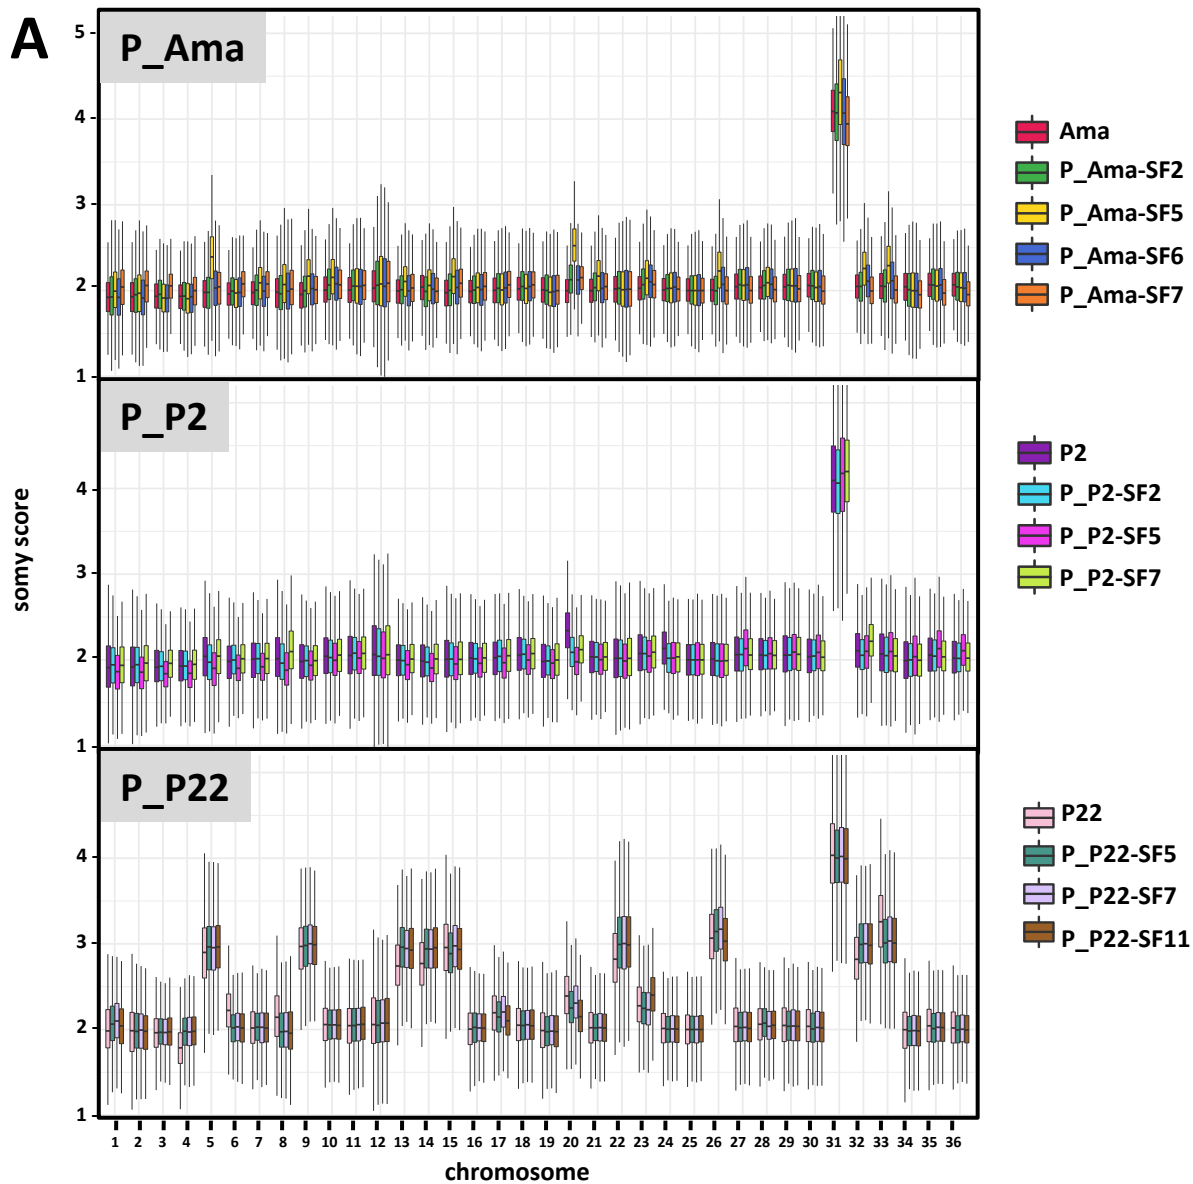 A
P_Ama
5
4
3
2
1
Ama
P_Ama-SF2
P_Ama-SF5
P_Ama-SF6
P_Ama-SF7
P_P2
4
3
2
1
P2
P_P2-SF2
P_P2-SF5
P_P2-SF7
somy score
P_P22
4
3
2
1
P22
P_P22-SF5
P_P22-SF7
P_P22-SF11
1 2 3 4 5 6 7 8 9 10 11 12 13 14 15 16 17 18 19 20 21 22 23 24 25 26 27 28 29 30 31 32 33 34 35 36
chromosome